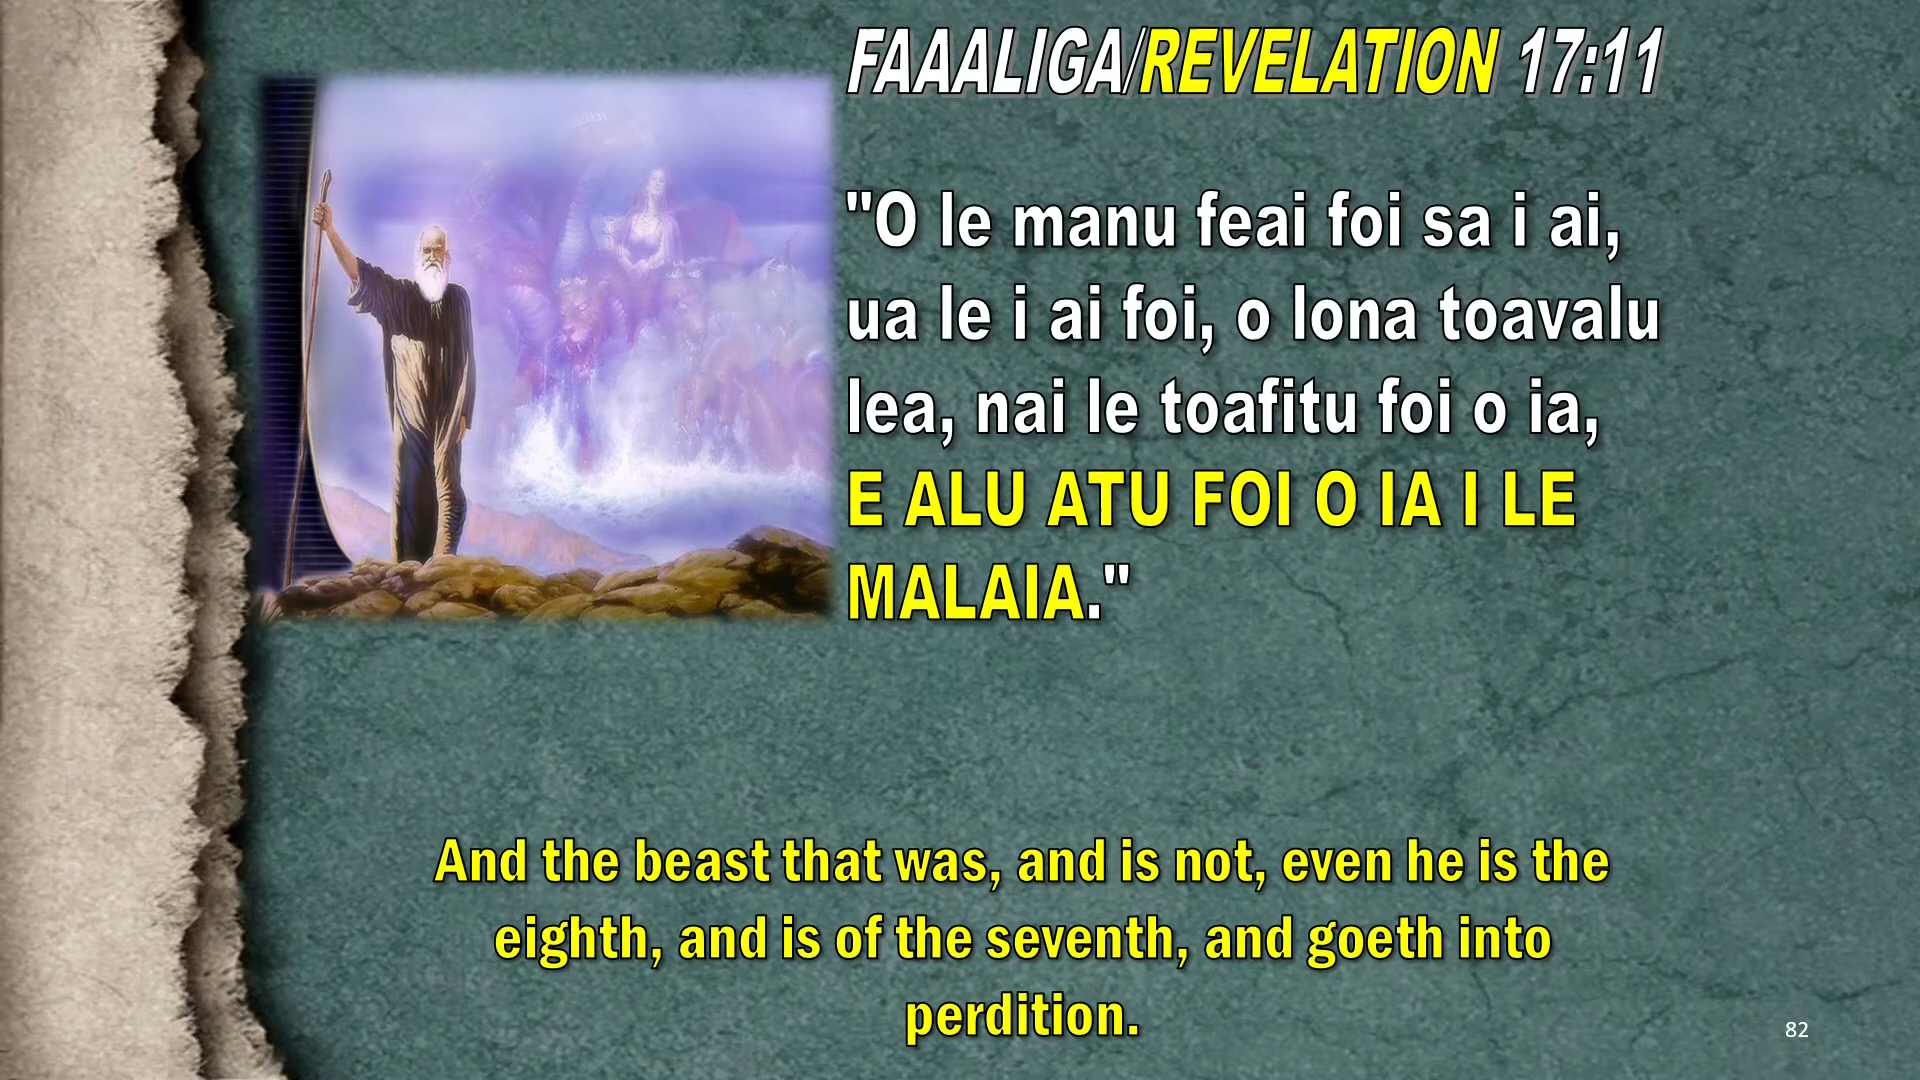 FAAALIGA/REVELATION 17:11
"O le manu feai foi sa i ai,
ua le i ai foi, o lona toavalu
lea, nai le toafitu foi o ia,
E ALU ATU FOI O IA I LE
MALAIA."
And the beast that was, and is not, even he is the
eighth, and is of the seventh, and goeth into
perdition.
82